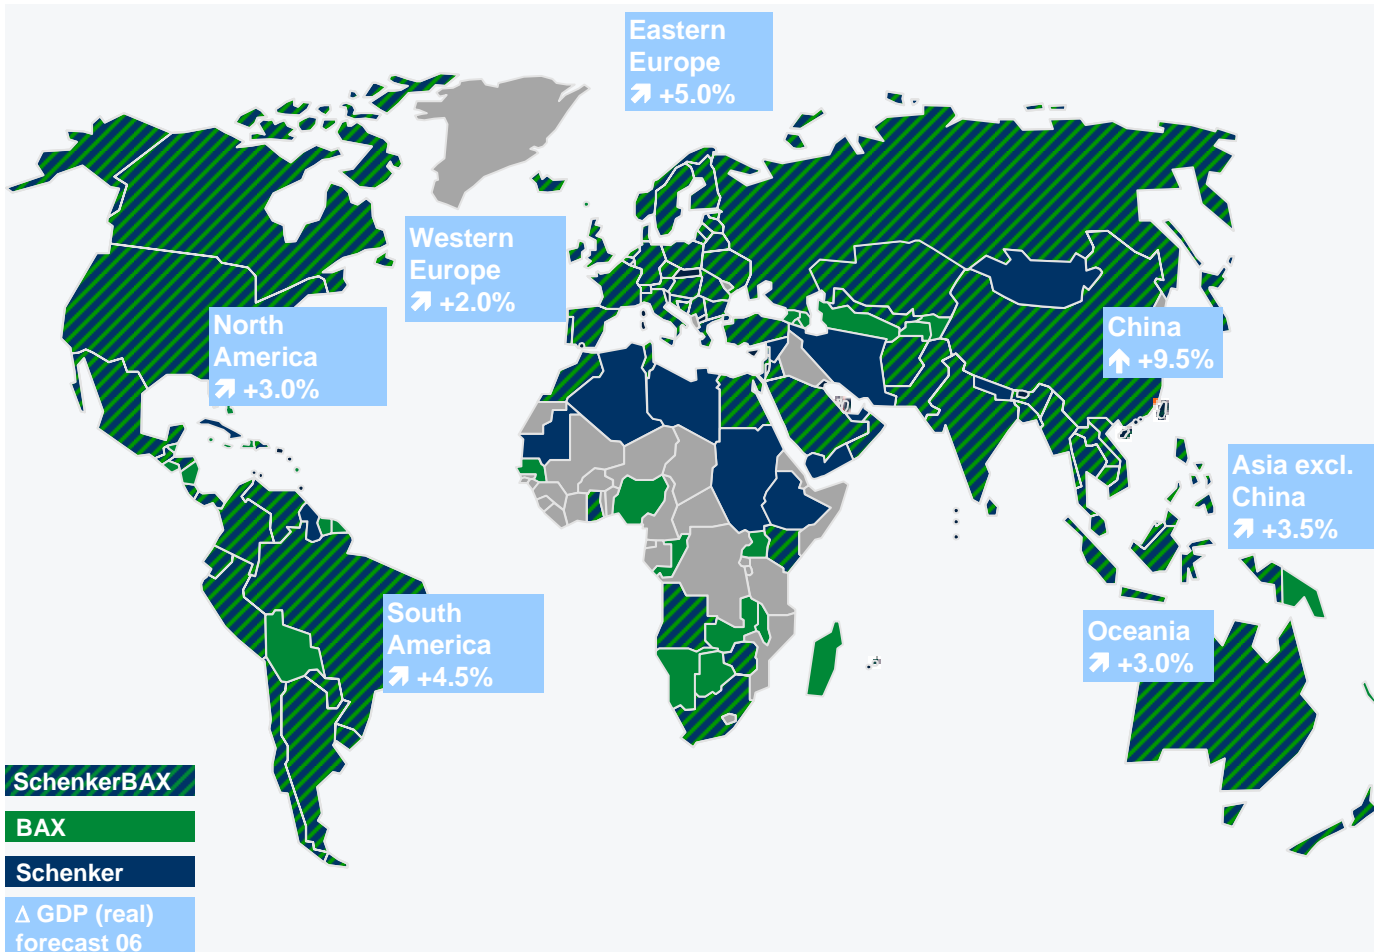 Eastern
Europe
+5.0%
Western
Europe
+2.0%
North
America
+3.0%
China
+9.5%
Asia excl.
China
+3.5%
South
America
+4.5%
Oceania
+3.0%
SchenkerBAX
BAX
Schenker
Δ GDP (real)
forecast 06